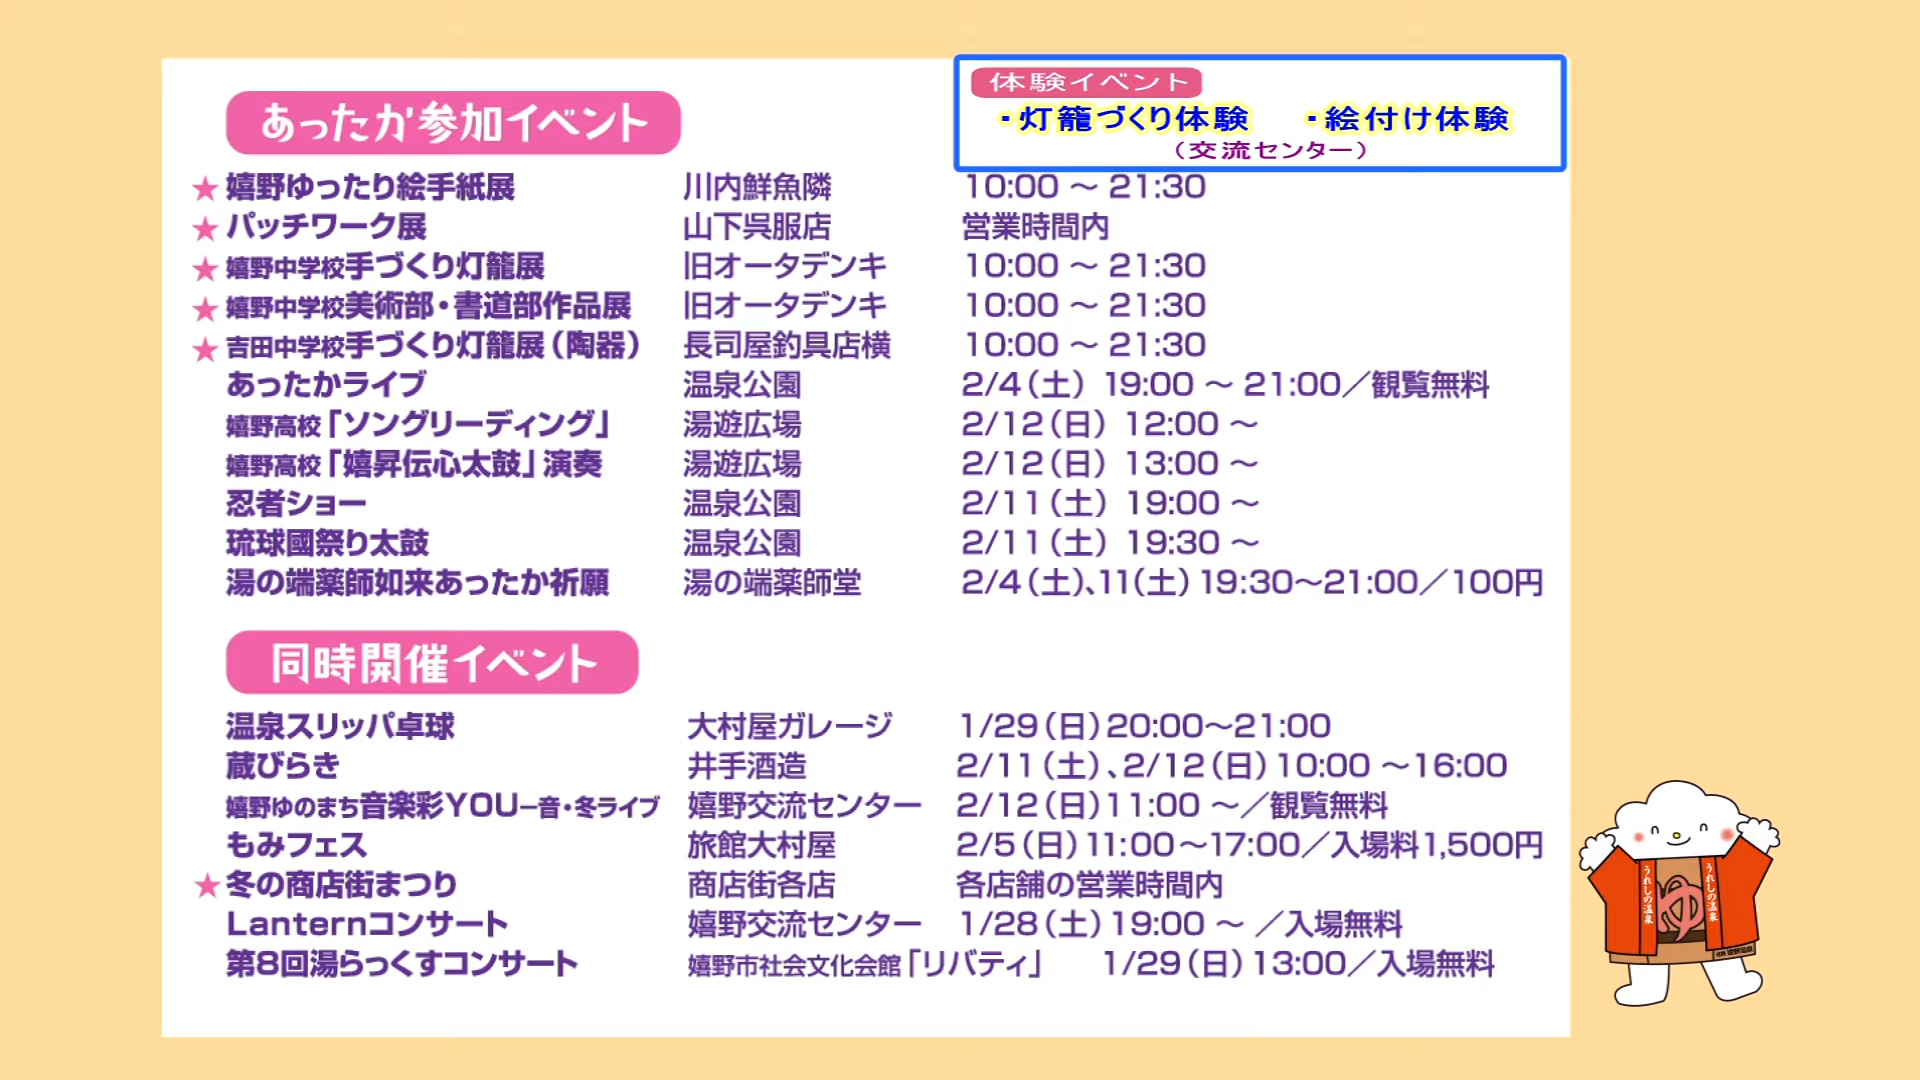 体験イベント
・灯籠づくり体験　・絵付け体験
（交流センター）
あったか参加イベント
★嬉野ゆったり絵手紙展 川内鮮魚隣 10:00 ～ 21:30
★パッチワーク展 山下呉服店 営業時間内
★嬉野中学校手づくり灯籠展 旧オータデンキ 10:00 ～ 21:30
★嬉野中学校美術部・書道部作品展 旧オータデンキ 10:00 ～ 21:30
★吉田中学校手づくり灯籠展（陶器） 長司屋釣具店横 10:00 ～ 21:30
あったかライブ 温泉公園 2/4（土） 19:00 ～ 21:00／観覧無料
嬉野高校「ソングリーディング」 湯遊広場 2/12（日） 12:00 ～
嬉野高校「嬉昇伝心太鼓」演奏 湯遊広場 2/12（日） 13:00 ～
忍者ショー 温泉公園 2/11（土） 19:00 ～
琉球國祭り太鼓 温泉公園 2/11（土） 19:30 ～
湯の端薬師如来あったか祈願 湯の端薬師堂 2/4（土）、11（土）19:30～21:00／100円
同時開催イベント
温泉スリッパ卓球 大村屋ガレージ 1/29（日）20:00～21:00
蔵びらき 井手酒造 2/11（土）、2/12（日）10:00 ～16:00
嬉野ゆのまち音楽彩YOU－音・冬ライブ 嬉野交流センター 2/12（日）11:00 ～／観覧無料
もみフェス 旅館大村屋 2/5（日）11:00～17:00／入場料1,500円
★冬の商店街まつり 商店街各店 各店舗の営業時間内
Lanternコンサート 嬉野交流センター 1/28（土）19:00 ～ ／入場無料
第8回湯らっくすコンサート 嬉野市社会文化会館「リバティ」 1/29（日）13:00／入場無料
うれしの温泉
ゆ
うれしの温泉